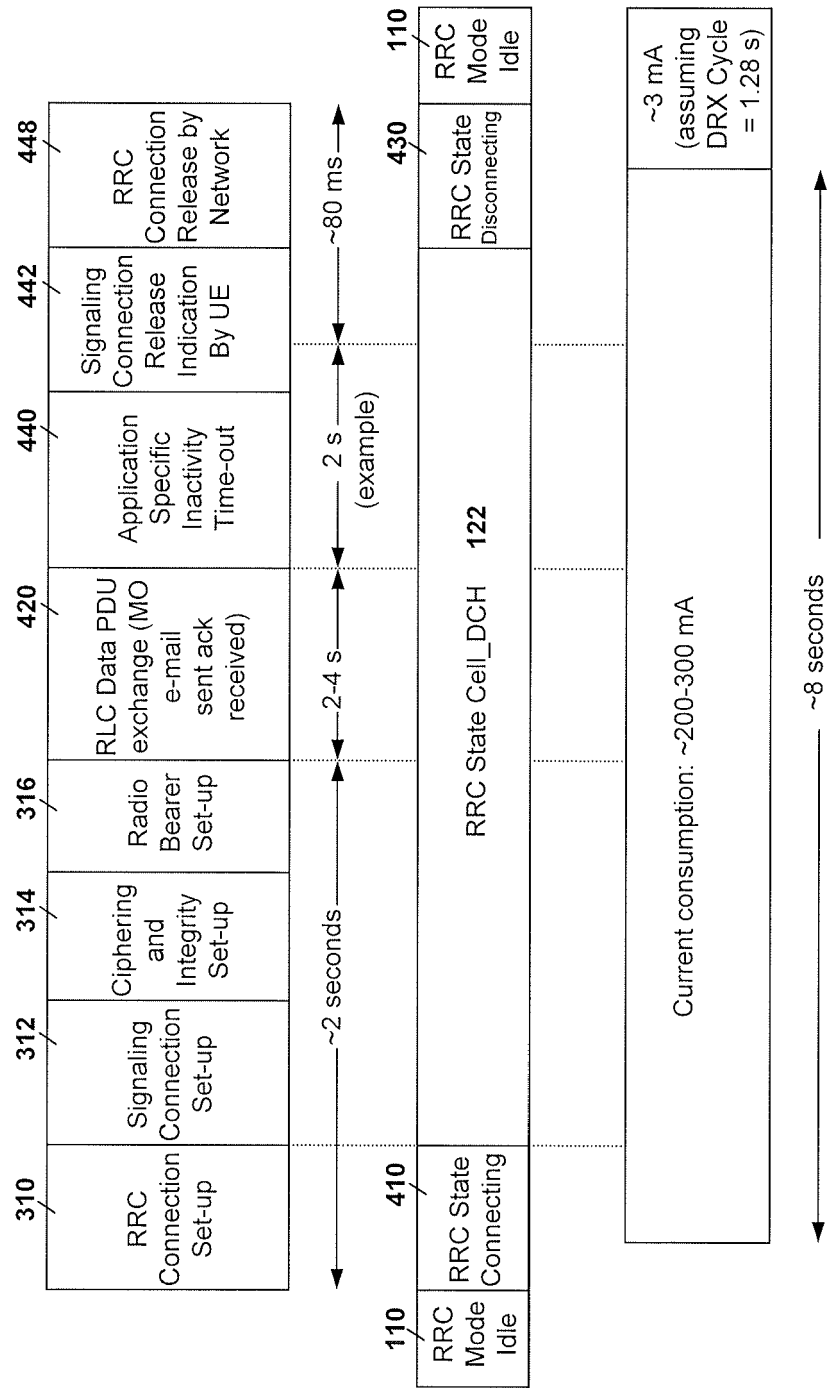 310
RRC
Connection
Set-up
312
Signaling
Connection
Set-up
314
Ciphering
and
Integrity
Set-up
316
Radio
Bearer
Set-up
420
RLC Data PDU
exchange (MO
e-mail
sent ack
received)
440
Application
Specific
Inactivity
Time-out
442
Signaling
Connection
Release
Indication
By UE
448
RRC
Connection
Release by
Network
~2 seconds
2-4 s
2 s
(example)
~80 ms
110
RRC
Mode
Idle
410
RRC State
Connecting
RRC State Cell_DCH 122
430
RRC State
Disconnecting
110
RRC
Mode
Idle
Current consumption: ~200-300 mA
~3 mA
(assuming
DRX Cycle
= 1.28 s)
~8 seconds